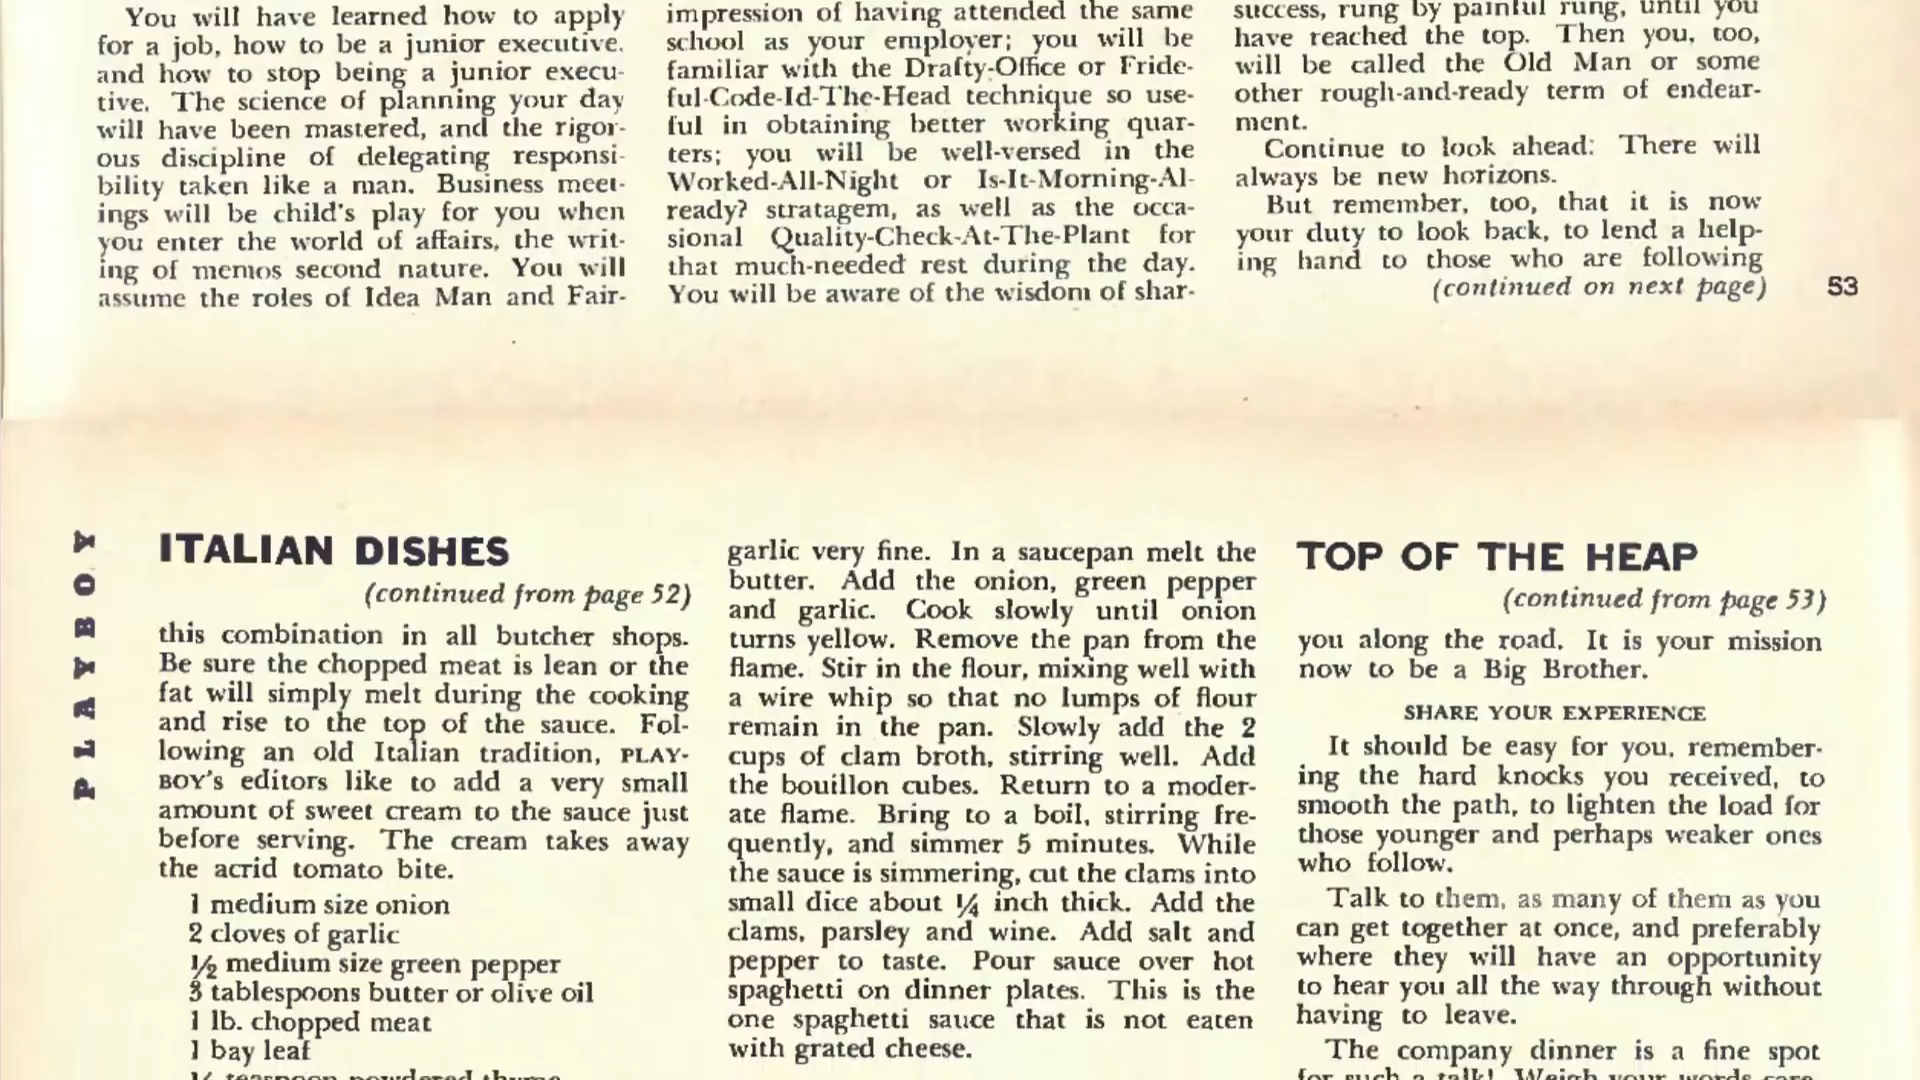 You will have learned how to apply
for a job, how to be a junior executive.
and how to stop being a junior execu-
tive. The science of planning your day
will have been mastered, and the rigor-
ous discipline of delegating responsi-
bility taken like a man. Business meet-
ings will be child's play for you when
you enter the world of affairs, the writ-
ing of memos second nature. You will
assume the roles of Idea Man and Fair-
impression of having attended the same
school as your employer; you will be
familiar with the Drafty-Office or Fride-
ful-Code-Id-The-Head technique so use-
ful in obtaining better working quar-
ters; you will be well-versed in the
Worked-All-Night or Is-It-Morning-Al-
ready? stratagem, as well as the occa-
sional Quality-Check-At-The-Plant for
that much-needed rest during the day.
You will be aware of the wisdom of shar-
success, rung by painful rung, until you
have reached the top. Then you, too,
will be called the Old Man or some
other rough-and-ready term of endear-
ment.
Continue to look ahead: There will
always be new horizons.
But remember, too, that it is now
your duty to look back, to lend a help-
ing hand to those who are following
(continued on next page)
53
PLAYBOY
ITALIAN DISHES
(continued from page 52)
this combination in all butcher shops.
Be sure the chopped meat is lean or the
fat will simply melt during the cooking
and rise to the top of the sauce. Fol-
lowing an old Italian tradition, PLAY-
BOY's editors like to add a very small
amount of sweet cream to the sauce just
before serving. The cream takes away
the acrid tomato bite.
1 medium size onion
2 cloves of garlic
½ medium size green pepper
3 tablespoons butter or olive oil
1 lb. chopped meat
1 bay leaf
teaspoon powdered thyme
garlic very fine. In a saucepan melt the
butter. Add the onion, green pepper
and garlic. Cook slowly until onion
turns yellow. Remove the pan from the
flame. Stir in the flour, mixing well with
a wire whip so that no lumps of flour
remain in the pan. Slowly add the 2
cups of clam broth, stirring well. Add
the bouillon cubes. Return to a moder-
ate flame. Bring to a boil, stirring fre-
quently, and simmer 5 minutes. While
the sauce is simmering, cut the clams into
small dice about ¼ inch thick. Add the
clams, parsley and wine. Add salt and
pepper to taste. Pour sauce over hot
spaghetti on dinner plates. This is the
one spaghetti sauce that is not eaten
with grated cheese.
TOP OF THE HEAP
(continued from page 53)
you along the road. It is your mission
now to be a Big Brother.
SHARE YOUR EXPERIENCE
It should be easy for you, remember-
ing the hard knocks you received, to
smooth the path, to lighten the load for
those younger and perhaps weaker ones
who follow.
Talk to them, as many of them as you
can get together at once, and preferably
where they will have an opportunity
to hear you all the way through without
having to leave.
The company dinner is a fine spot
for such a talk! Weigh your words care-